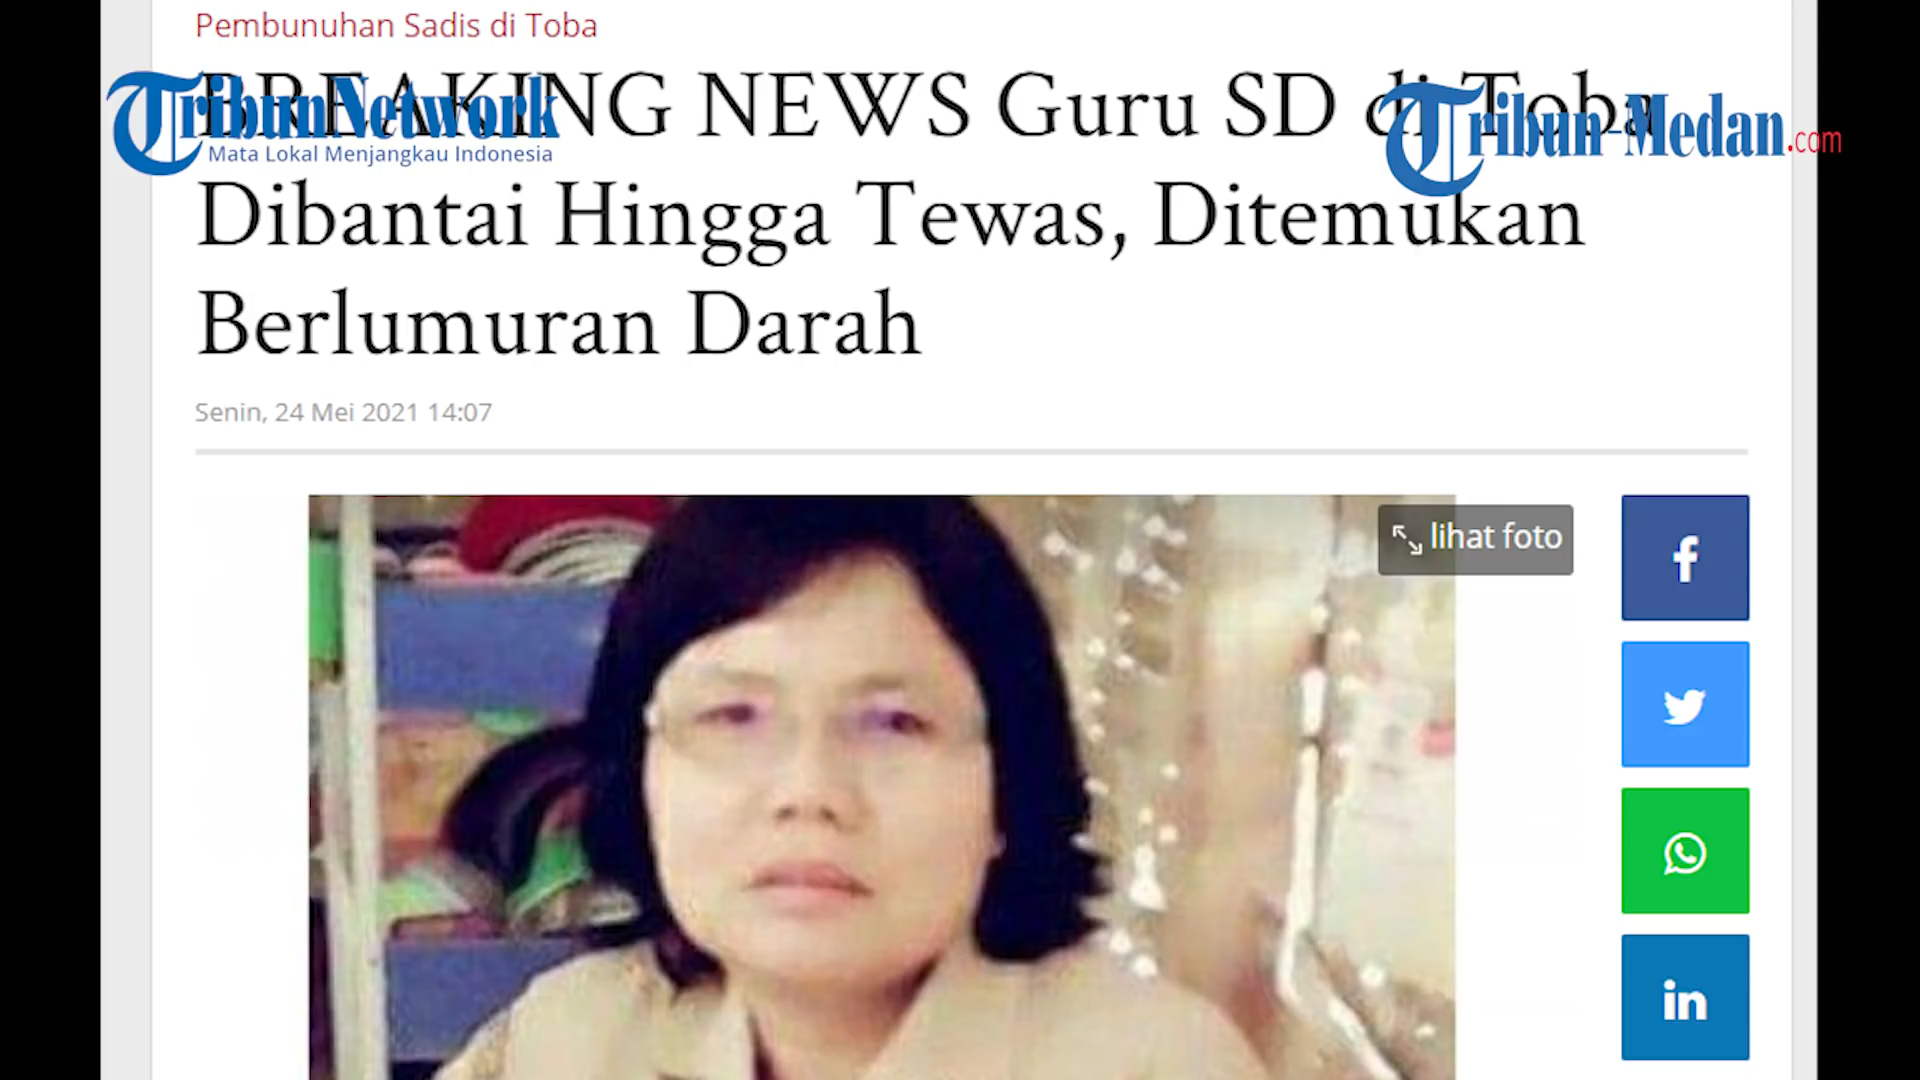 Pembunuhan Sadis di Toba
BREAKING NEWS Guru SD di Toba
TribunNetwork
Mata Lokal Menjangkau Indonesia
Tribun-Medan.com
Dibantai Hingga Tewas, Ditemukan
Berlumuran Darah
Senin, 24 Mei 2021 14:07
lihat foto